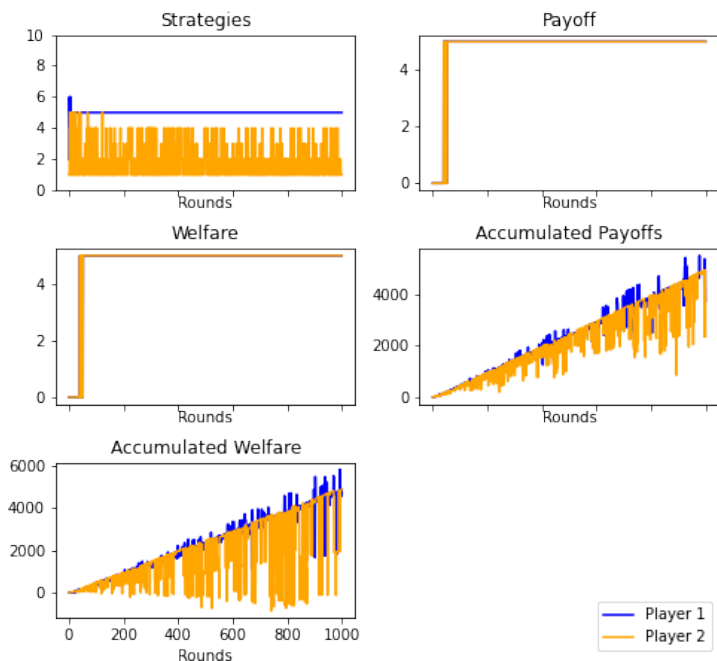 Strategies
10
8
6
4
2
0
Rounds
Payoff
4
2
0
Rounds
Welfare
4
2
0
Rounds
Accumulated Payoffs
4000
2000
0
Rounds
Accumulated Welfare
6000
4000
2000
0
0 200 400 600 800 1000
Rounds
Player 1
Player 2